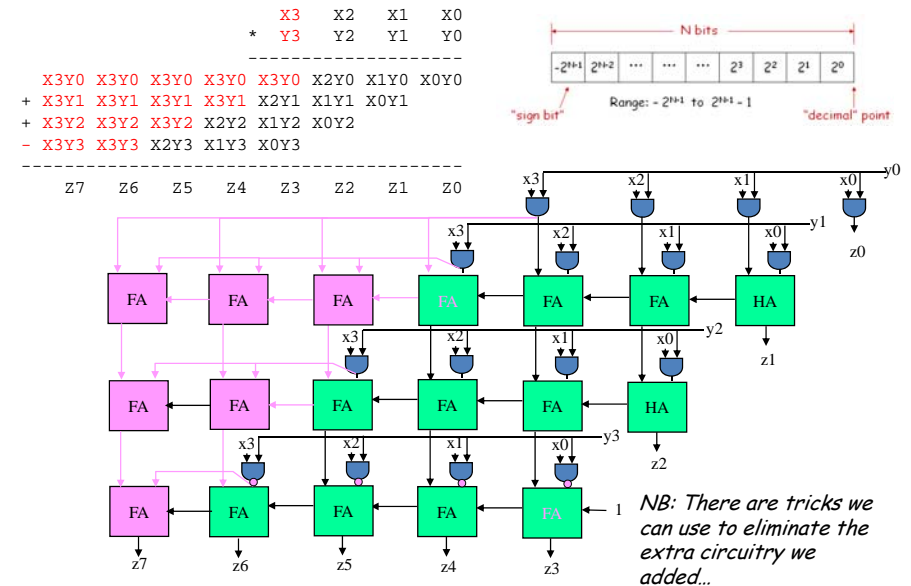 X3 X2 X1 X0
* Y3 Y2 Y1 Y0
--------------------
X3Y0 X3Y0 X3Y0 X3Y0 X3Y0 X2Y0 X1Y0 X0Y0
+ X3Y1 X3Y1 X3Y1 X3Y1 X2Y1 X1Y1 X0Y1
+ X3Y2 X3Y2 X3Y2 X2Y2 X1Y2 X0Y2
- X3Y3 X3Y3 X2Y3 X1Y3 X0Y3
-----------------------------------------
Z7 Z6 Z5 Z4 Z3 Z2 Z1 Z0
N bits
-2^N-1 2^N-2 ... ... ... 2^3 2^2 2^1 2^0
Range: - 2^N-1 to 2^N-1 - 1
"sign bit" "decimal" point
x3 x2 x1 x0 y0
z0
x3 x2 x1 x0 y1
FA FA FA FA FA FA HA
z1
x3 x2 x1 x0 y2
FA FA FA FA FA HA
z2
x3 x2 x1 x0 y3
FA FA FA FA FA 1
z7 z6 z5 z4 z3
NB: There are tricks we
can use to eliminate the
extra circuitry we
added...